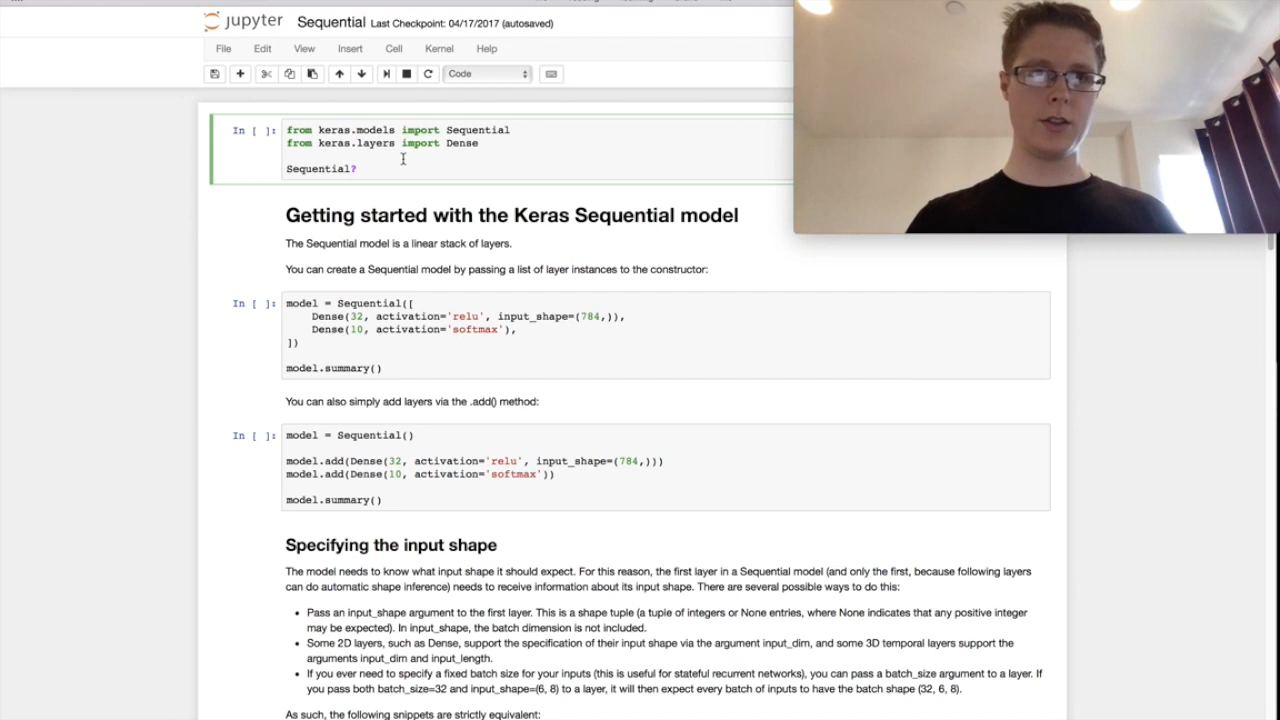 jupyter Sequential Last Checkpoint: 04/17/2017 (autosaved)
File Edit View Insert Cell Kernel Help
Code
In [ ]: from keras.models import Sequential
from keras.layers import Dense
Sequential?
Getting started with the Keras Sequential model
The Sequential model is a linear stack of layers.
You can create a Sequential model by passing a list of layer instances to the constructor:
In [ ]: model = Sequential([
Dense(32, activation='relu', input_shape=(784,)),
Dense(10, activation='softmax'),
])
model.summary()
You can also simply add layers via the .add() method:
In [ ]: model = Sequential()
model.add(Dense(32, activation='relu', input_shape=(784,)))
model.add(Dense(10, activation='softmax'))
model.summary()
Specifying the input shape
The model needs to know what input shape it should expect. For this reason, the first layer in a Sequential model (and only the first, because following layers
can do automatic shape inference) needs to receive information about its input shape. There are several possible ways to do this:
• Pass an input_shape argument to the first layer. This is a shape tuple (a tuple of integers or None entries, where None indicates that any positive integer
may be expected). In input_shape, the batch dimension is not included.
• Some 2D layers, such as Dense, support the specification of their input shape via the argument input_dim, and some 3D temporal layers support the
arguments input_dim and input_length.
• If you ever need to specify a fixed batch size for your inputs (this is useful for stateful recurrent networks), you can pass a batch_size argument to a layer. If
you pass both batch_size=32 and input_shape=(6, 8) to a layer, it will then expect every batch of inputs to have the batch shape (32, 6, 8).
As such, the following snippets are strictly equivalent: